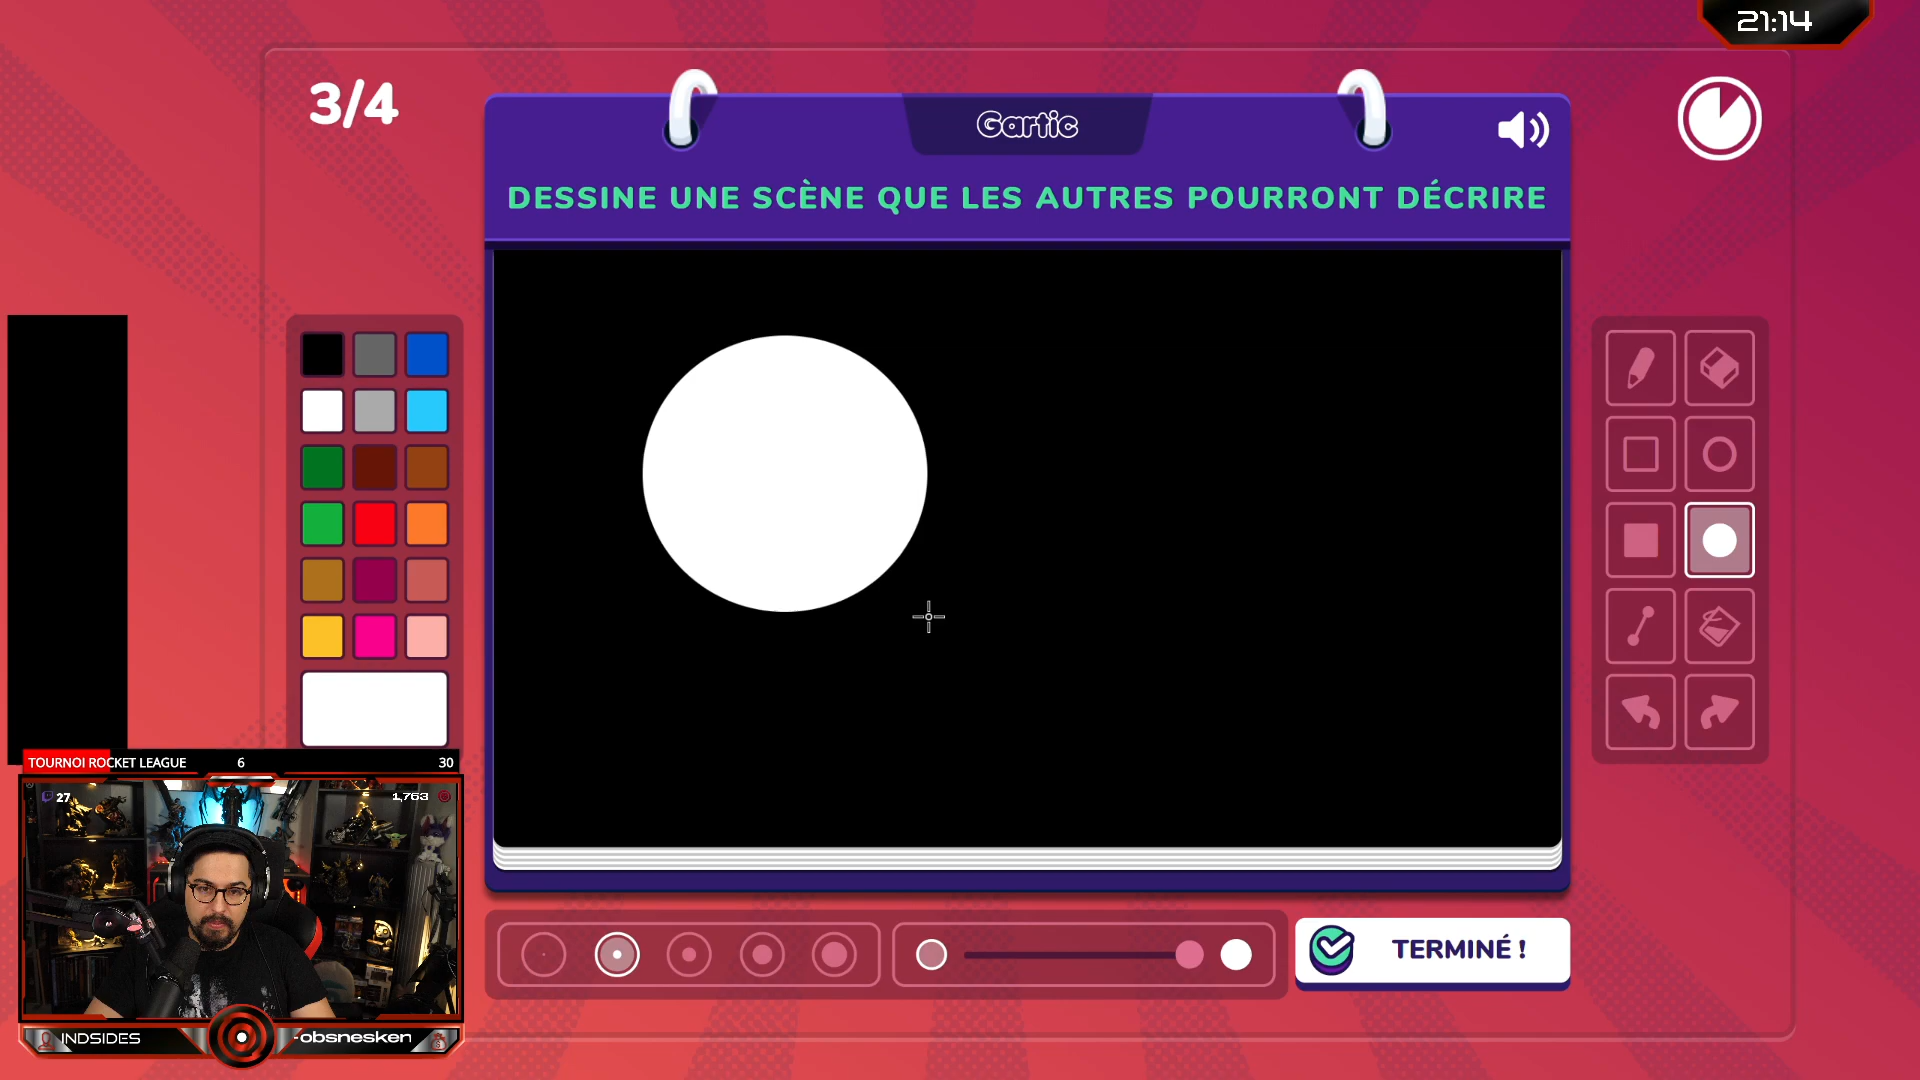 21:14
3/4
Gartic
DESSINE UNE SCÈNE QUE LES AUTRES POURRONT DÉCRIRE
TOURNOI ROCKET LEAGUE 6 30
27 1,763
TERMINÉ !
INDSIDES -obsnesken